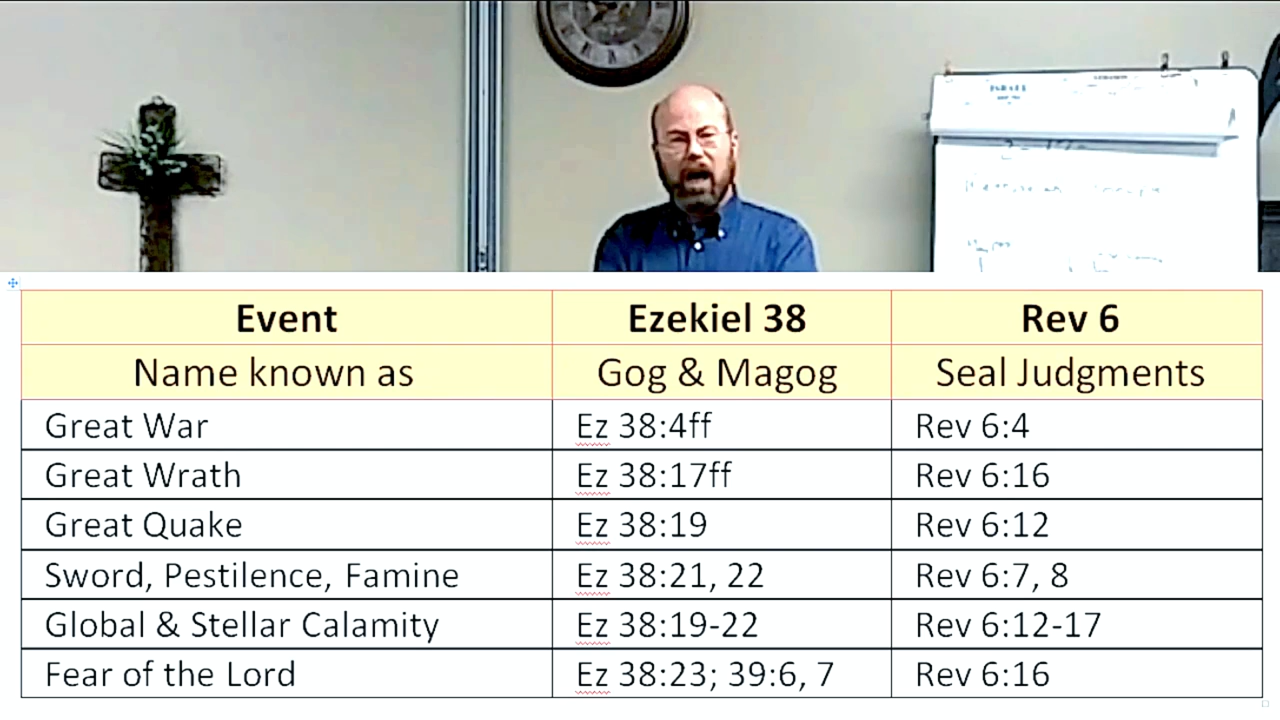 ISRAEL
Event Ezekiel 38 Rev 6
Name known as Gog & Magog Seal Judgments
Great War Ez 38:4ff Rev 6:4
Great Wrath Ez 38:17ff Rev 6:16
Great Quake Ez 38:19 Rev 6:12
Sword, Pestilence, Famine Ez 38:21, 22 Rev 6:7, 8
Global & Stellar Calamity Ez 38:19-22 Rev 6:12-17
Fear of the Lord Ez 38:23; 39:6, 7 Rev 6:16